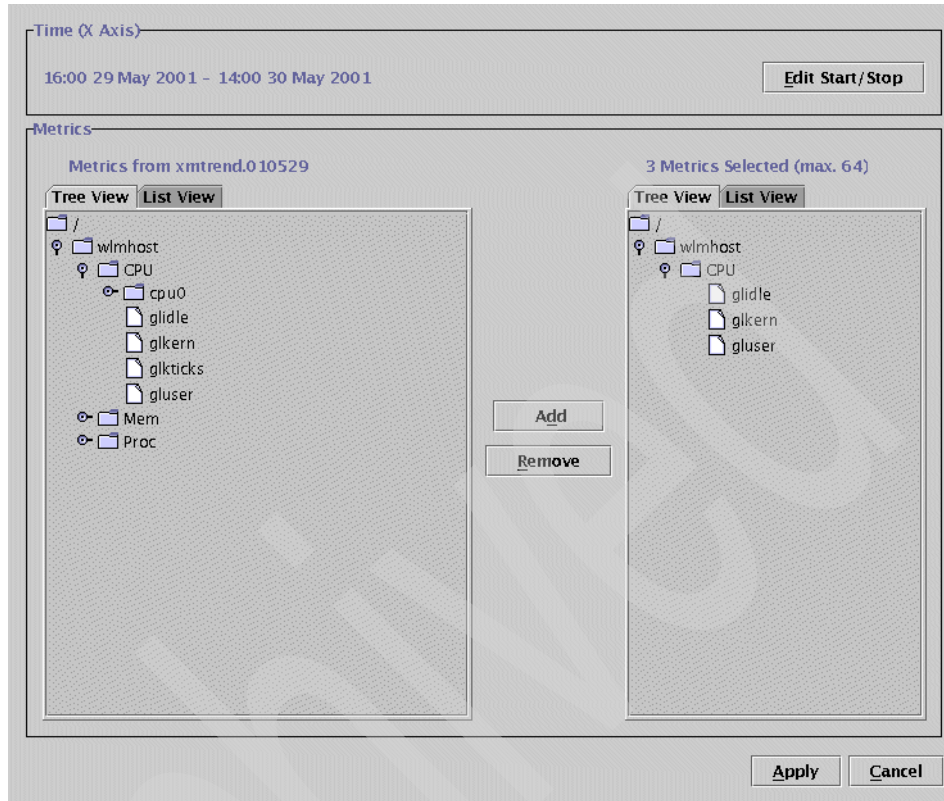 Time (X Axis)
16:00 29 May 2001 - 14:00 30 May 2001
Edit Start/Stop
Metrics
Metrics from xmtrend.010529
Tree View List View
/
wlmhost
CPU
cpu0
glidle
glkern
glkticks
gluser
Mem
Proc
Add
Remove
3 Metrics Selected (max. 64)
Tree View List View
/
wlmhost
CPU
glidle
glkern
gluser
Apply
Cancel